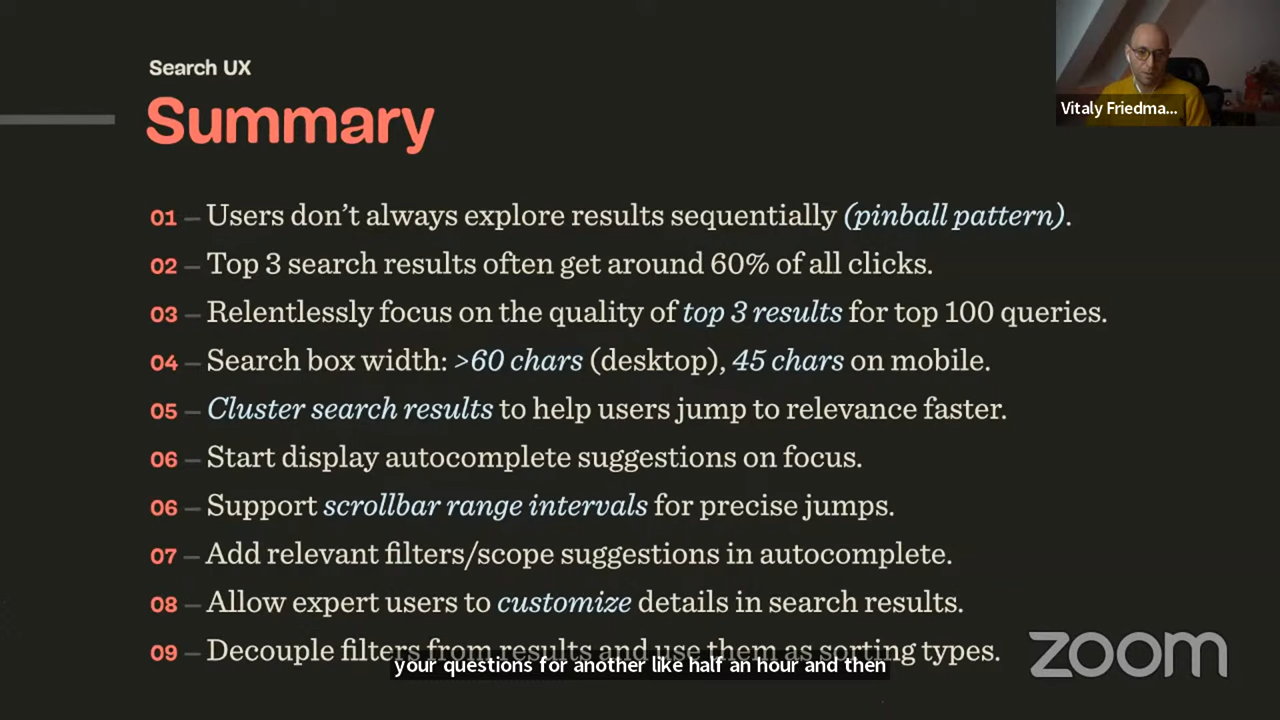 Search UX
Summary
Vitaly Friedma...
01 — Users don’t always explore results sequentially (pinball pattern).
02 — Top 3 search results often get around 60% of all clicks.
03 — Relentlessly focus on the quality of top 3 results for top 100 queries.
04 — Search box width: >60 chars (desktop), 45 chars on mobile.
05 — Cluster search results to help users jump to relevance faster.
06 — Start display autocomplete suggestions on focus.
06 — Support scrollbar range intervals for precise jumps.
07 — Add relevant filters/scope suggestions in autocomplete.
08 — Allow expert users to customize details in search results.
09 — Decouple filters from results and use them as sorting types.
your questions for another like half an hour and then
zoom